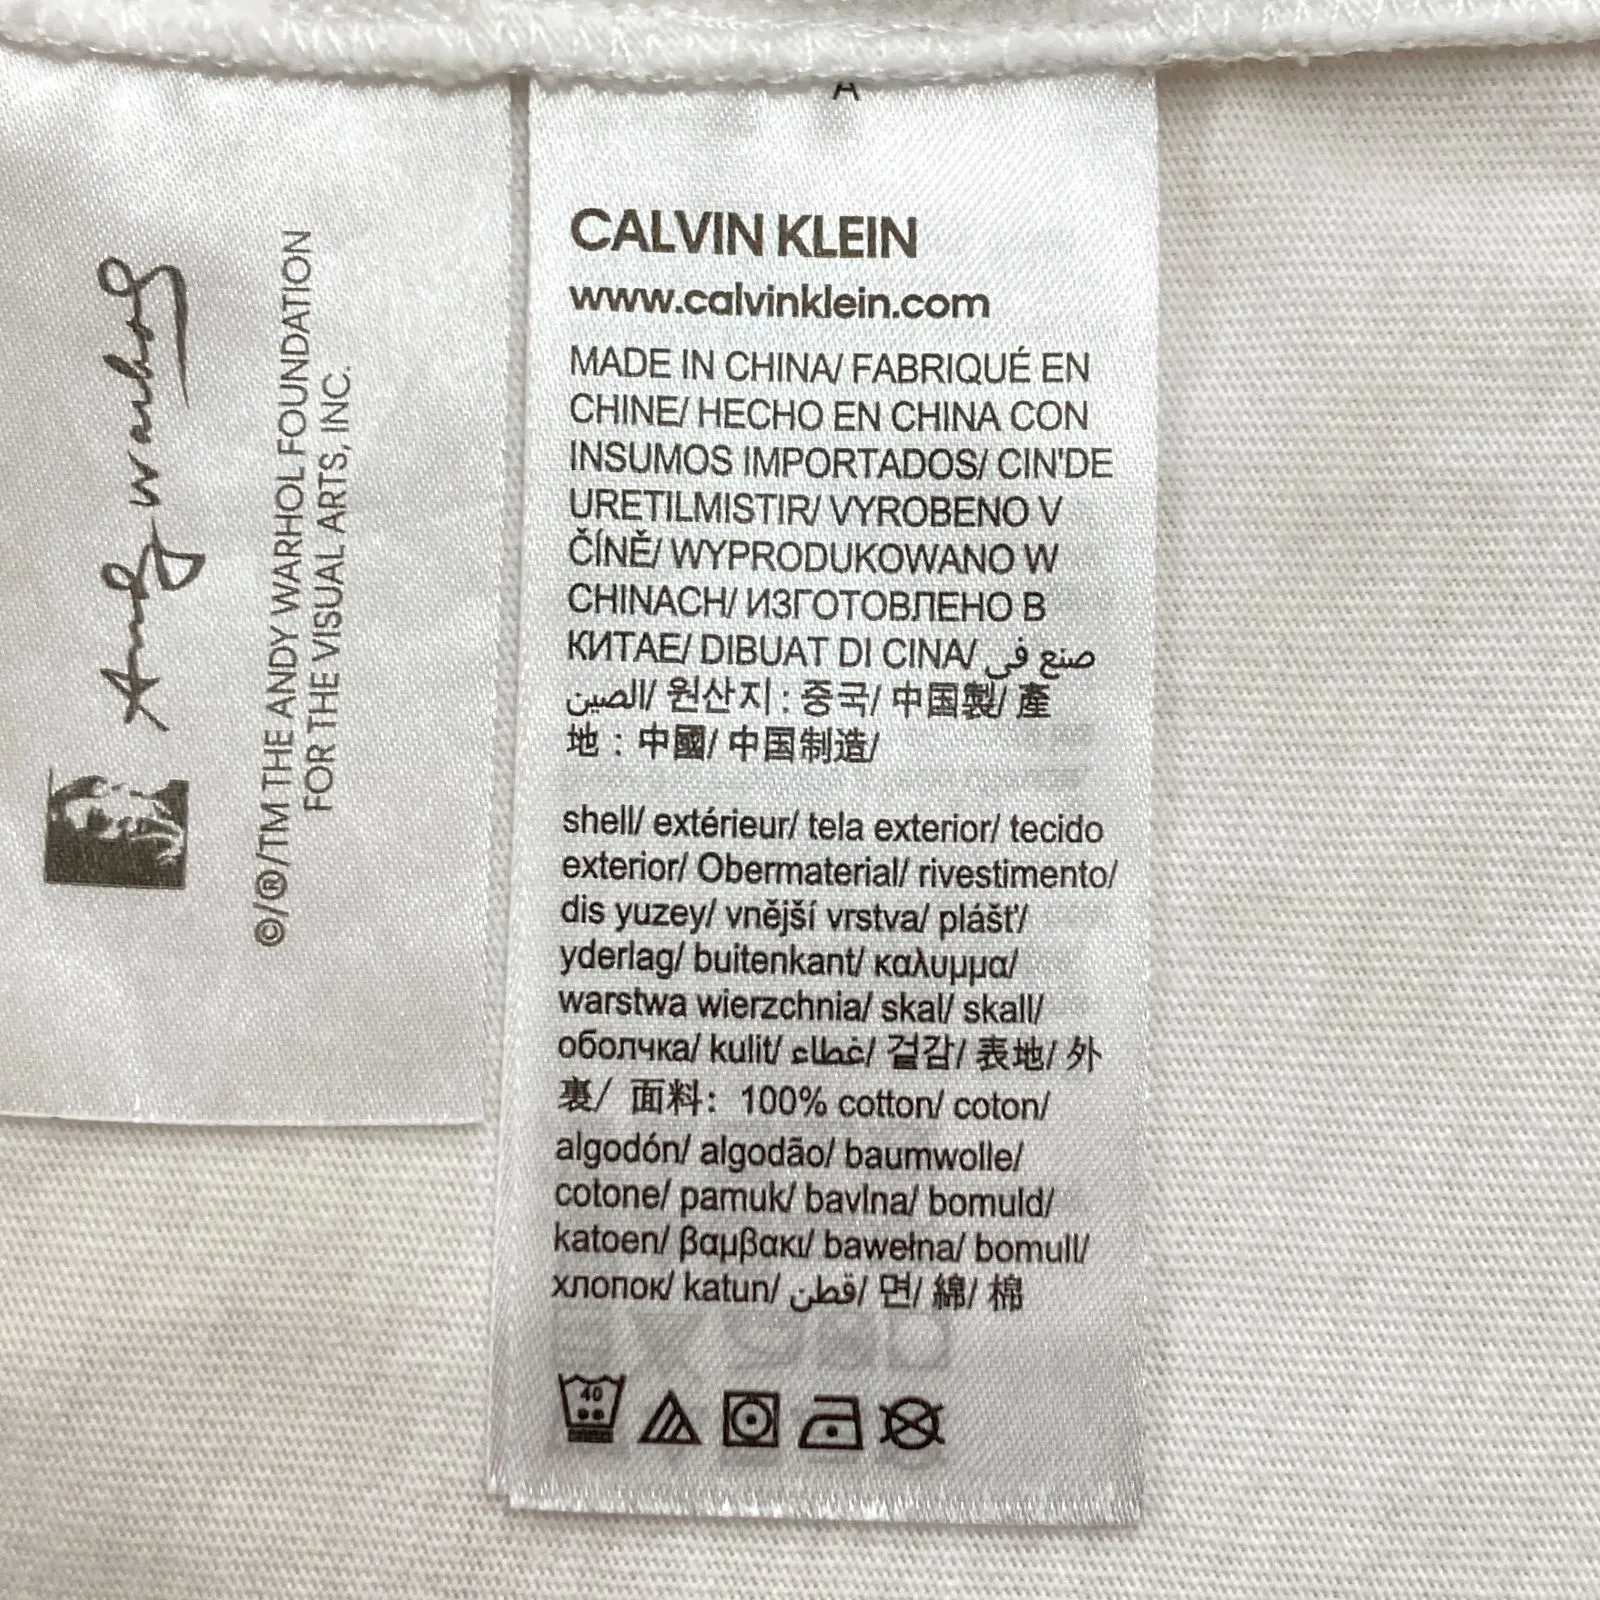 Andy Warhol
©/®/TM THE ANDY WARHOL FOUNDATION
FOR THE VISUAL ARTS, INC.
A
CALVIN KLEIN
www.calvinklein.com
MADE IN CHINA/ FABRIQUÉ EN
CHINE/ HECHO EN CHINA CON
INSUMOS IMPORTADOS/ CIN'DE
URETILMISTIR/ VYROBENO V
ČÍNĚ/ WYPRODUKOWANO W
CHINACH/ ИЗГОТОВЛЕНО В
КИТАЕ/ DIBUAT DI CINA/ صنع في
الصين/ 원산지 : 중국/ 中国製/ 產
地 : 中國/ 中国制造/
shell/ extérieur/ tela exterior/ tecido
exterior/ Obermaterial/ rivestimento/
dis yuzey/ vnější vrstva/ plášť/
yderlag/ buitenkant/ καλυμμα/
warstwa wierzchnia/ skal/ skall/
оболчка/ kulit/ غطاء/ 겉감/ 表地/ 外
裏/ 面料: 100% cotton/ coton/
algodón/ algodão/ baumwolle/
cotone/ pamuk/ bavlna/ bomuld/
katoen/ βαμβακι/ bawełna/ bomull/
хлопок/ katun/ قطن/ 면/ 綿/ 棉
40